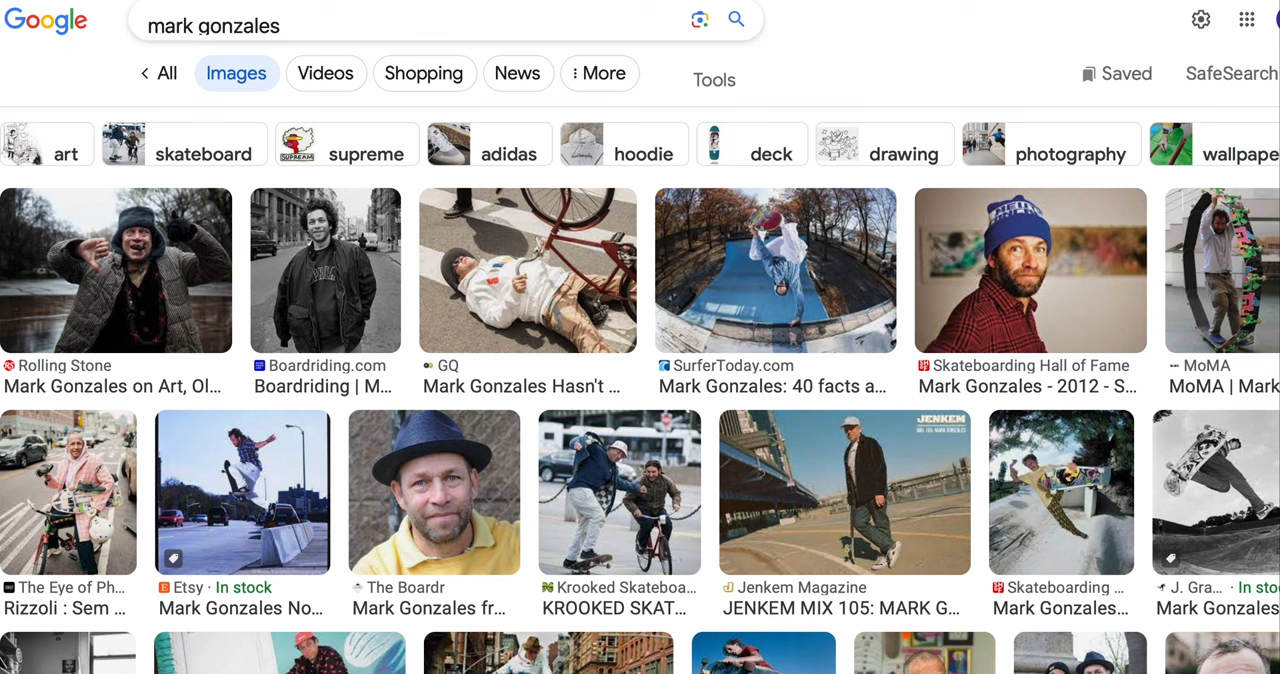 Google
mark gonzales
All
Images
Videos
Shopping
News
More
Tools
Saved
SafeSearch
art
skateboard
SUPREAM
supreme
adidas
hoodie
deck
drawing
photography
wallpape
Rolling Stone
Mark Gonzales on Art, Ol...
Boardriding.com
Boardriding | M...
GQ
Mark Gonzales Hasn't ...
SurferToday.com
Mark Gonzales: 40 facts a...
Skateboarding Hall of Fame
Mark Gonzales - 2012 - S...
MoMA
MoMA | Mark
JENKEM
The Eye of Ph...
Rizzoli : Sem ...
Etsy · In stock
Mark Gonzales No...
The Boardr
Mark Gonzales fr...
Krooked Skateboa...
KROOKED SKAT...
Jenkem Magazine
JENKEM MIX 105: MARK G...
Skateboarding ...
Mark Gonzales...
J. Gra... · In sto
Mark Gonzales